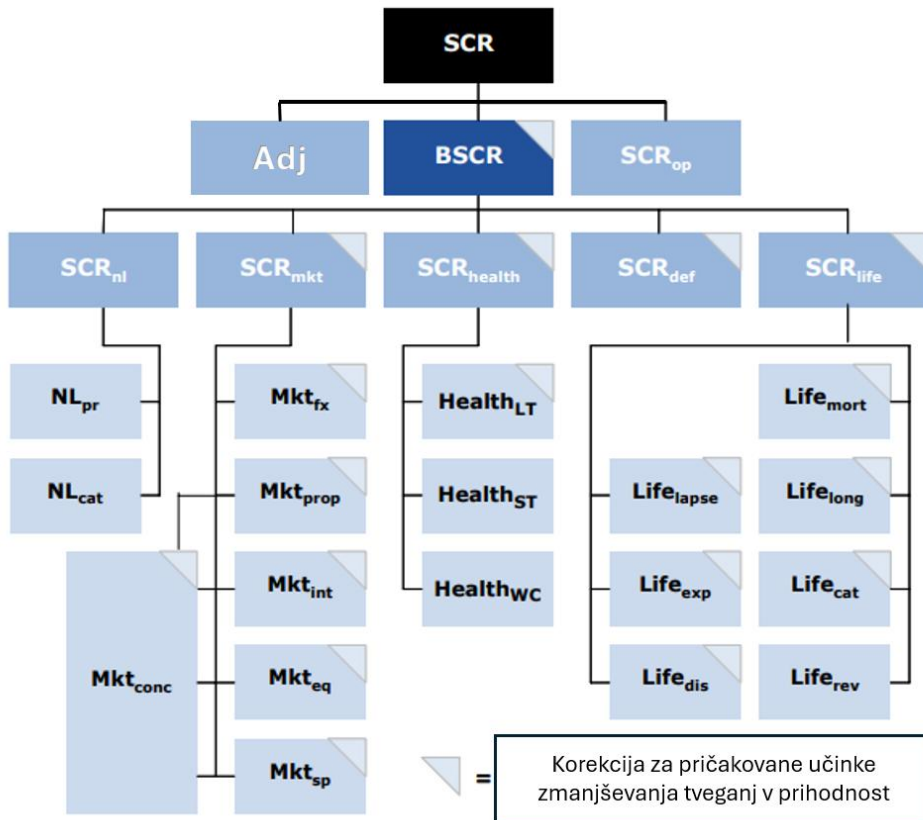 SCR
Adj
BSCR
SCRop
SCRnl
SCRmkt
SCRhealth
SCRdef
SCRlife
NLpr
NLcat
Mktconc
Mktfx
Mktprop
Mktint
Mkteq
Mktsp
HealthLT
HealthST
HealthWC
Lifelapse
Lifeexp
Lifedis
Lifemort
Lifelong
Lifecat
Liferev
=
Korekcija za pričakovane učinke
zmanjševanja tveganj v prihodnost